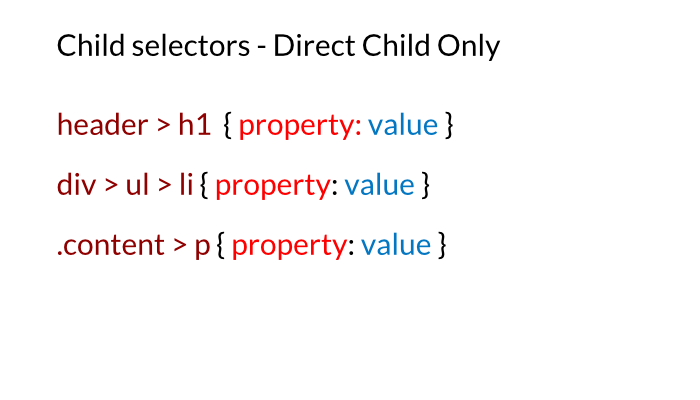 Child selectors - Direct Child Only
header > h1 { property: value }
div > ul > li { property: value }
.content > p { property: value }